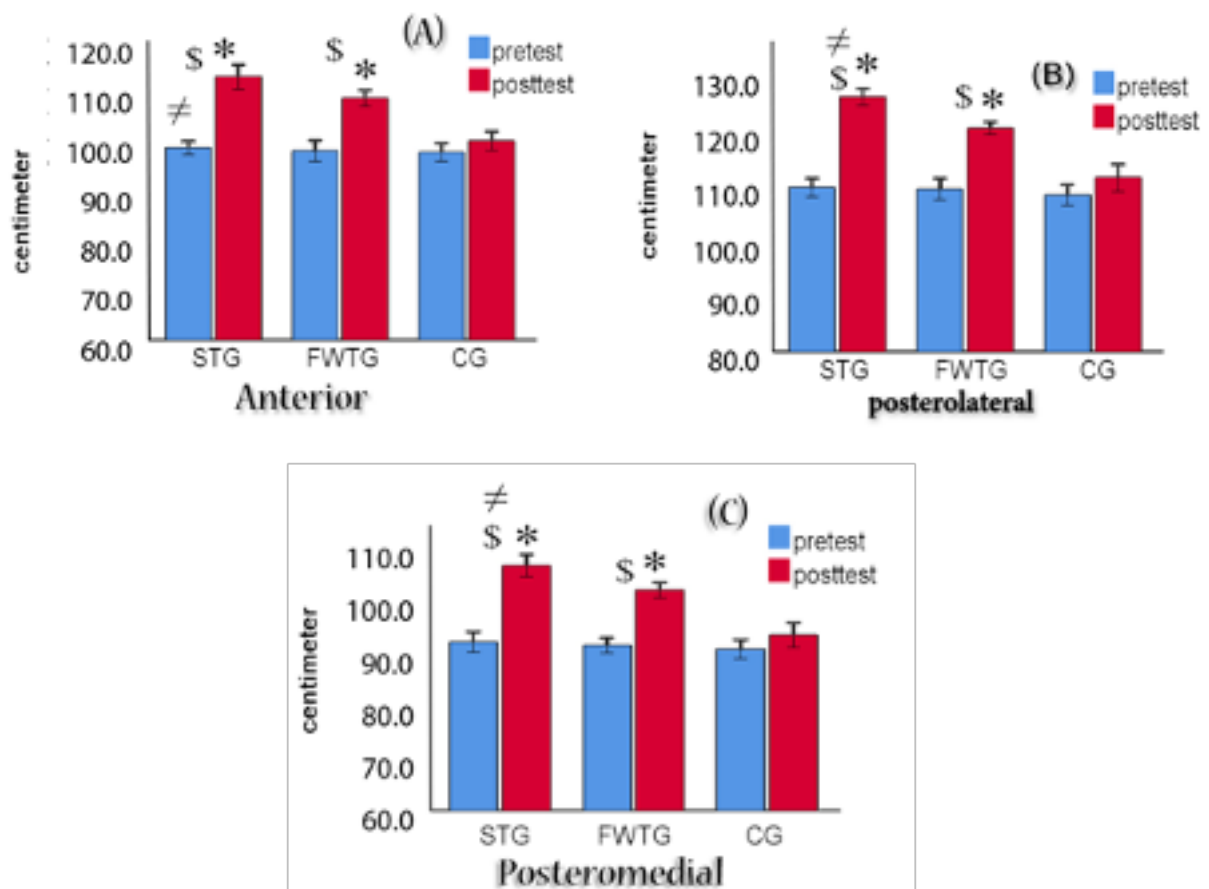 (A)
120.0
110.0
100.0
90.0
80.0
70.0
60.0
centimeter
$ *
≠
$ *
pretest
posttest
STG FWTG CG
Anterior
(B)
130.0
120.0
110.0
100.0
90.0
80.0
centimeter
≠
$ *
$ *
pretest
posttest
STG FWTG CG
posterolateral
(C)
110.0
100.0
90.0
80.0
70.0
60.0
centimeter
≠
$ *
$ *
pretest
posttest
STG FWTG CG
Posteromedial